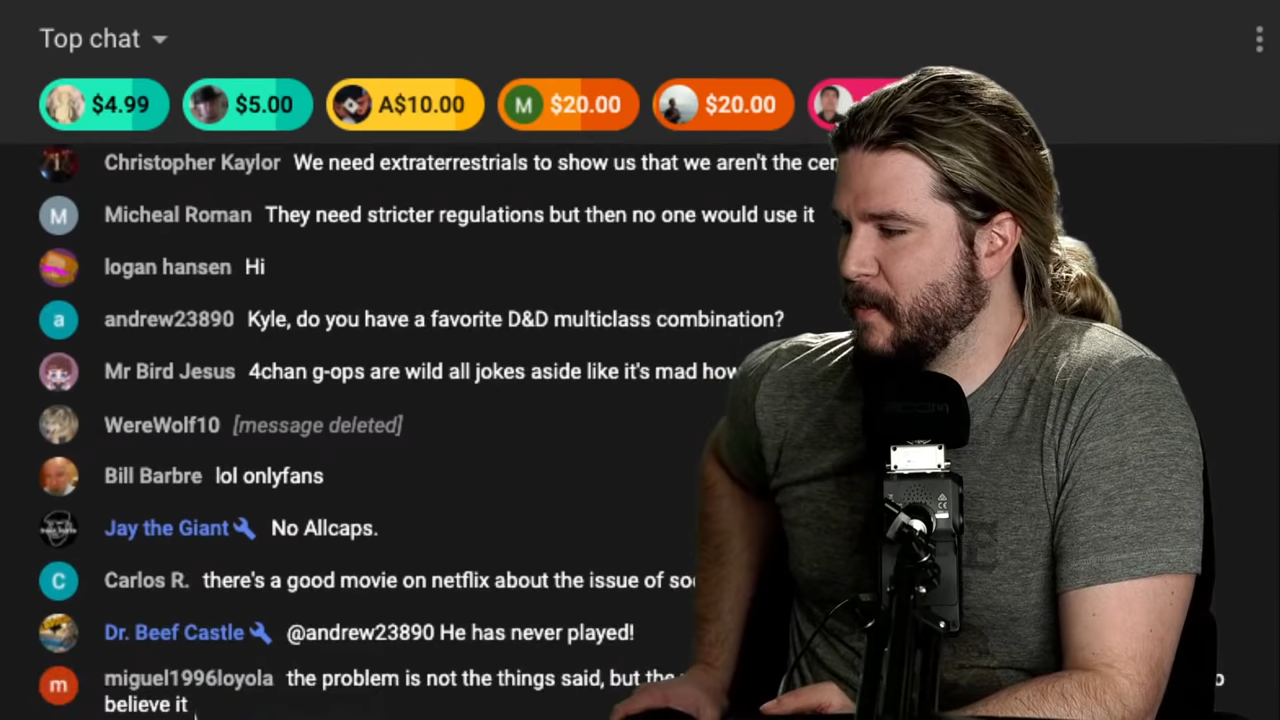 Top chat
$4.99 $5.00 A$10.00 M $20.00 $20.00
Christopher Kaylor We need extraterrestrials to show us that we aren't the
M Micheal Roman They need stricter regulations but then no one would use it
logan hansen Hi
a andrew23890 Kyle, do you have a favorite D&D multiclass combination?
Mr Bird Jesus 4chan g-ops are wild all jokes aside like it's mad how
WereWolf10 [message deleted]
Bill Barbre lol onlyfans
Jay the Giant No Allcaps.
C Carlos R. there's a good movie on netflix about the issue of
Dr. Beef Castle @andrew23890 He has never played!
m miguel1996loyola the problem is not the things said, but the
believe it